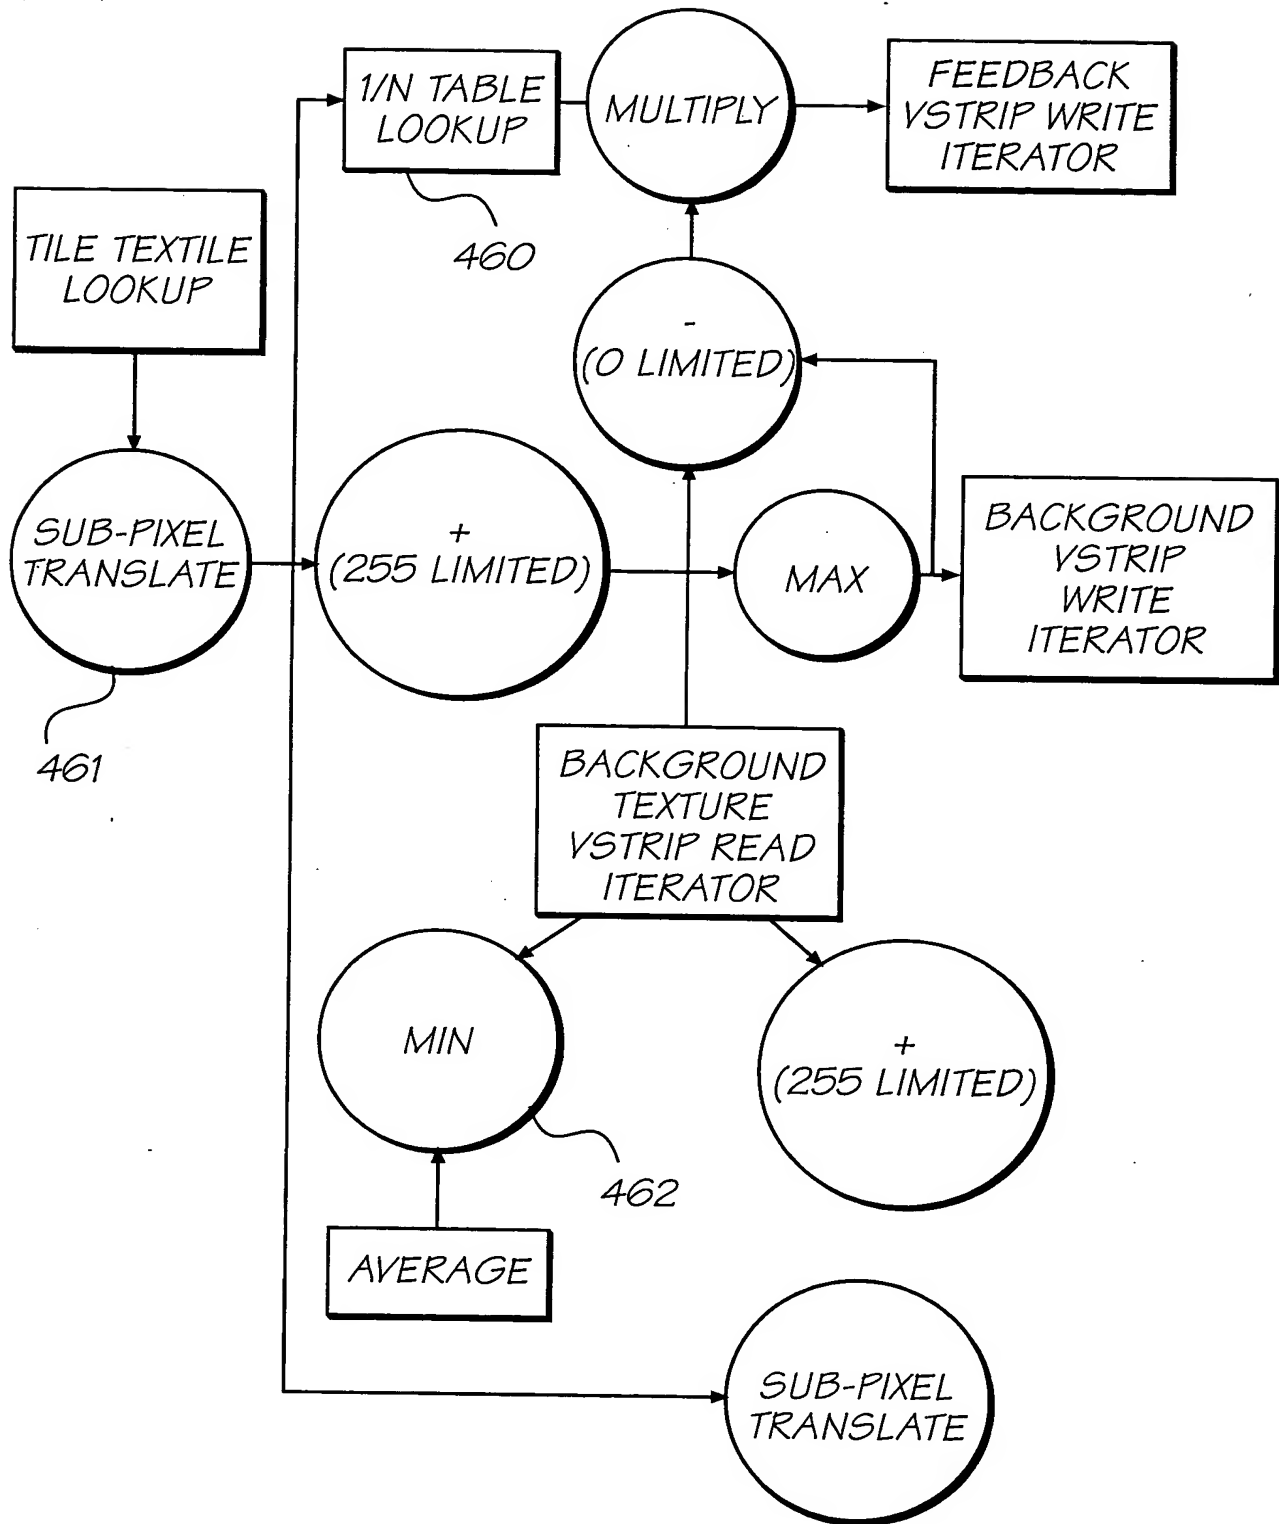 1/N TABLE
LOOKUP
MULTIPLY
FEEDBACK
VSTRIP WRITE
ITERATOR
460
TILE TEXTILE
LOOKUP
-
(0 LIMITED)
SUB-PIXEL
TRANSLATE
461
+
(255 LIMITED)
MAX
BACKGROUND
VSTRIP
WRITE
ITERATOR
BACKGROUND
TEXTURE
VSTRIP READ
ITERATOR
MIN
462
+
(255 LIMITED)
AVERAGE
SUB-PIXEL
TRANSLATE